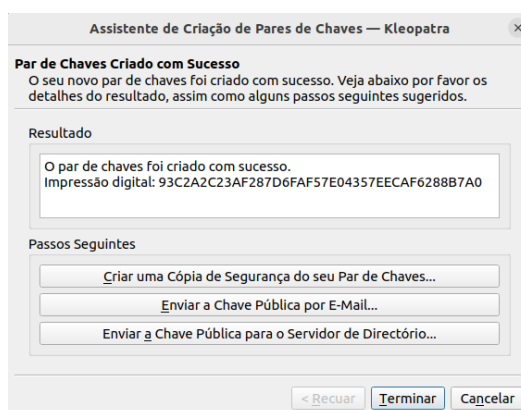 Assistente de Criação de Pares de Chaves — Kleopatra
Par de Chaves Criado com Sucesso
O seu novo par de chaves foi criado com sucesso. Veja abaixo por favor os
detalhes do resultado, assim como alguns passos seguintes sugeridos.
Resultado
O par de chaves foi criado com sucesso.
Impressão digital: 93C2A2C23AF287D6FAF57E04357EECAF6288B7A0
Passos Seguintes
Criar uma Cópia de Segurança do seu Par de Chaves...
Enviar a Chave Pública por E-Mail...
Enviar a Chave Pública para o Servidor de Directório...
< Recuar Terminar Cancelar